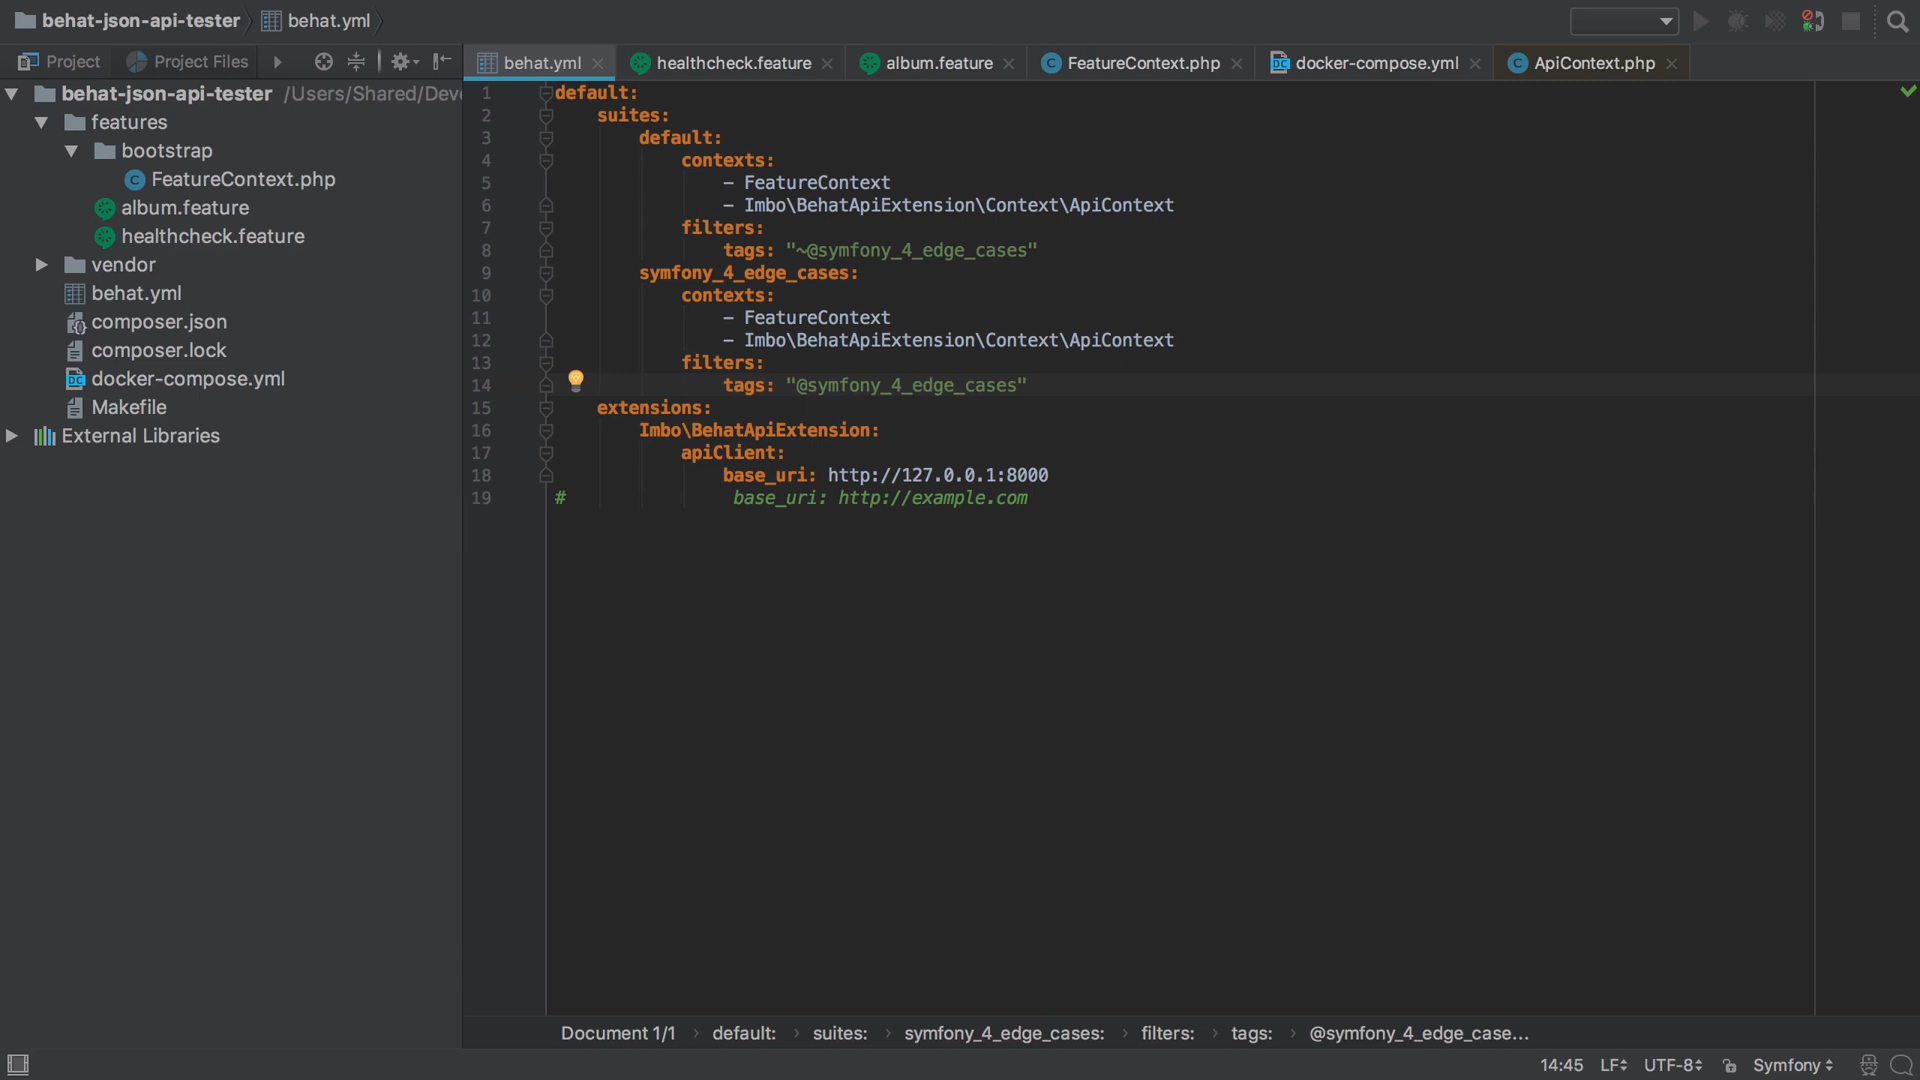 behat-json-api-tester behat.yml
Project Project Files
behat.yml healthcheck.feature album.feature FeatureContext.php docker-compose.yml ApiContext.php
behat-json-api-tester /Users/Shared/Deve
features
bootstrap
FeatureContext.php
album.feature
healthcheck.feature
vendor
behat.yml
composer.json
composer.lock
docker-compose.yml
Makefile
External Libraries
1 default:
2 suites:
3 default:
4 contexts:
5 - FeatureContext
6 - Imbo\BehatApiExtension\Context\ApiContext
7 filters:
8 tags: "~@symfony_4_edge_cases"
9 symfony_4_edge_cases:
10 contexts:
11 - FeatureContext
12 - Imbo\BehatApiExtension\Context\ApiContext
13 filters:
14 tags: "@symfony_4_edge_cases"
15 extensions:
16 Imbo\BehatApiExtension:
17 apiClient:
18 base_uri: http://127.0.0.1:8000
19 # base_uri: http://example.com
Document 1/1 › default: › suites: › symfony_4_edge_cases: › filters: › tags: › @symfony_4_edge_case...
14:45 LF UTF-8 Symfony